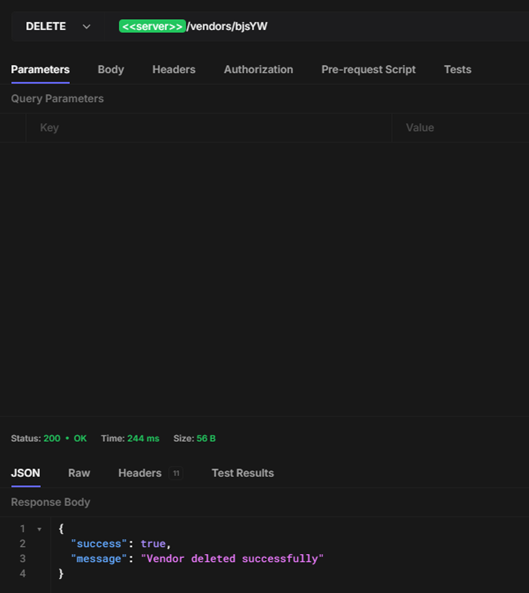 DELETE <<server>>/vendors/bjsYW
Parameters Body Headers Authorization Pre-request Script Tests
Query Parameters
Key Value
Status: 200 • OK Time: 244 ms Size: 56 B
JSON Raw Headers 11 Test Results
Response Body
1 {
2 "success": true,
3 "message": "Vendor deleted successfully"
4 }